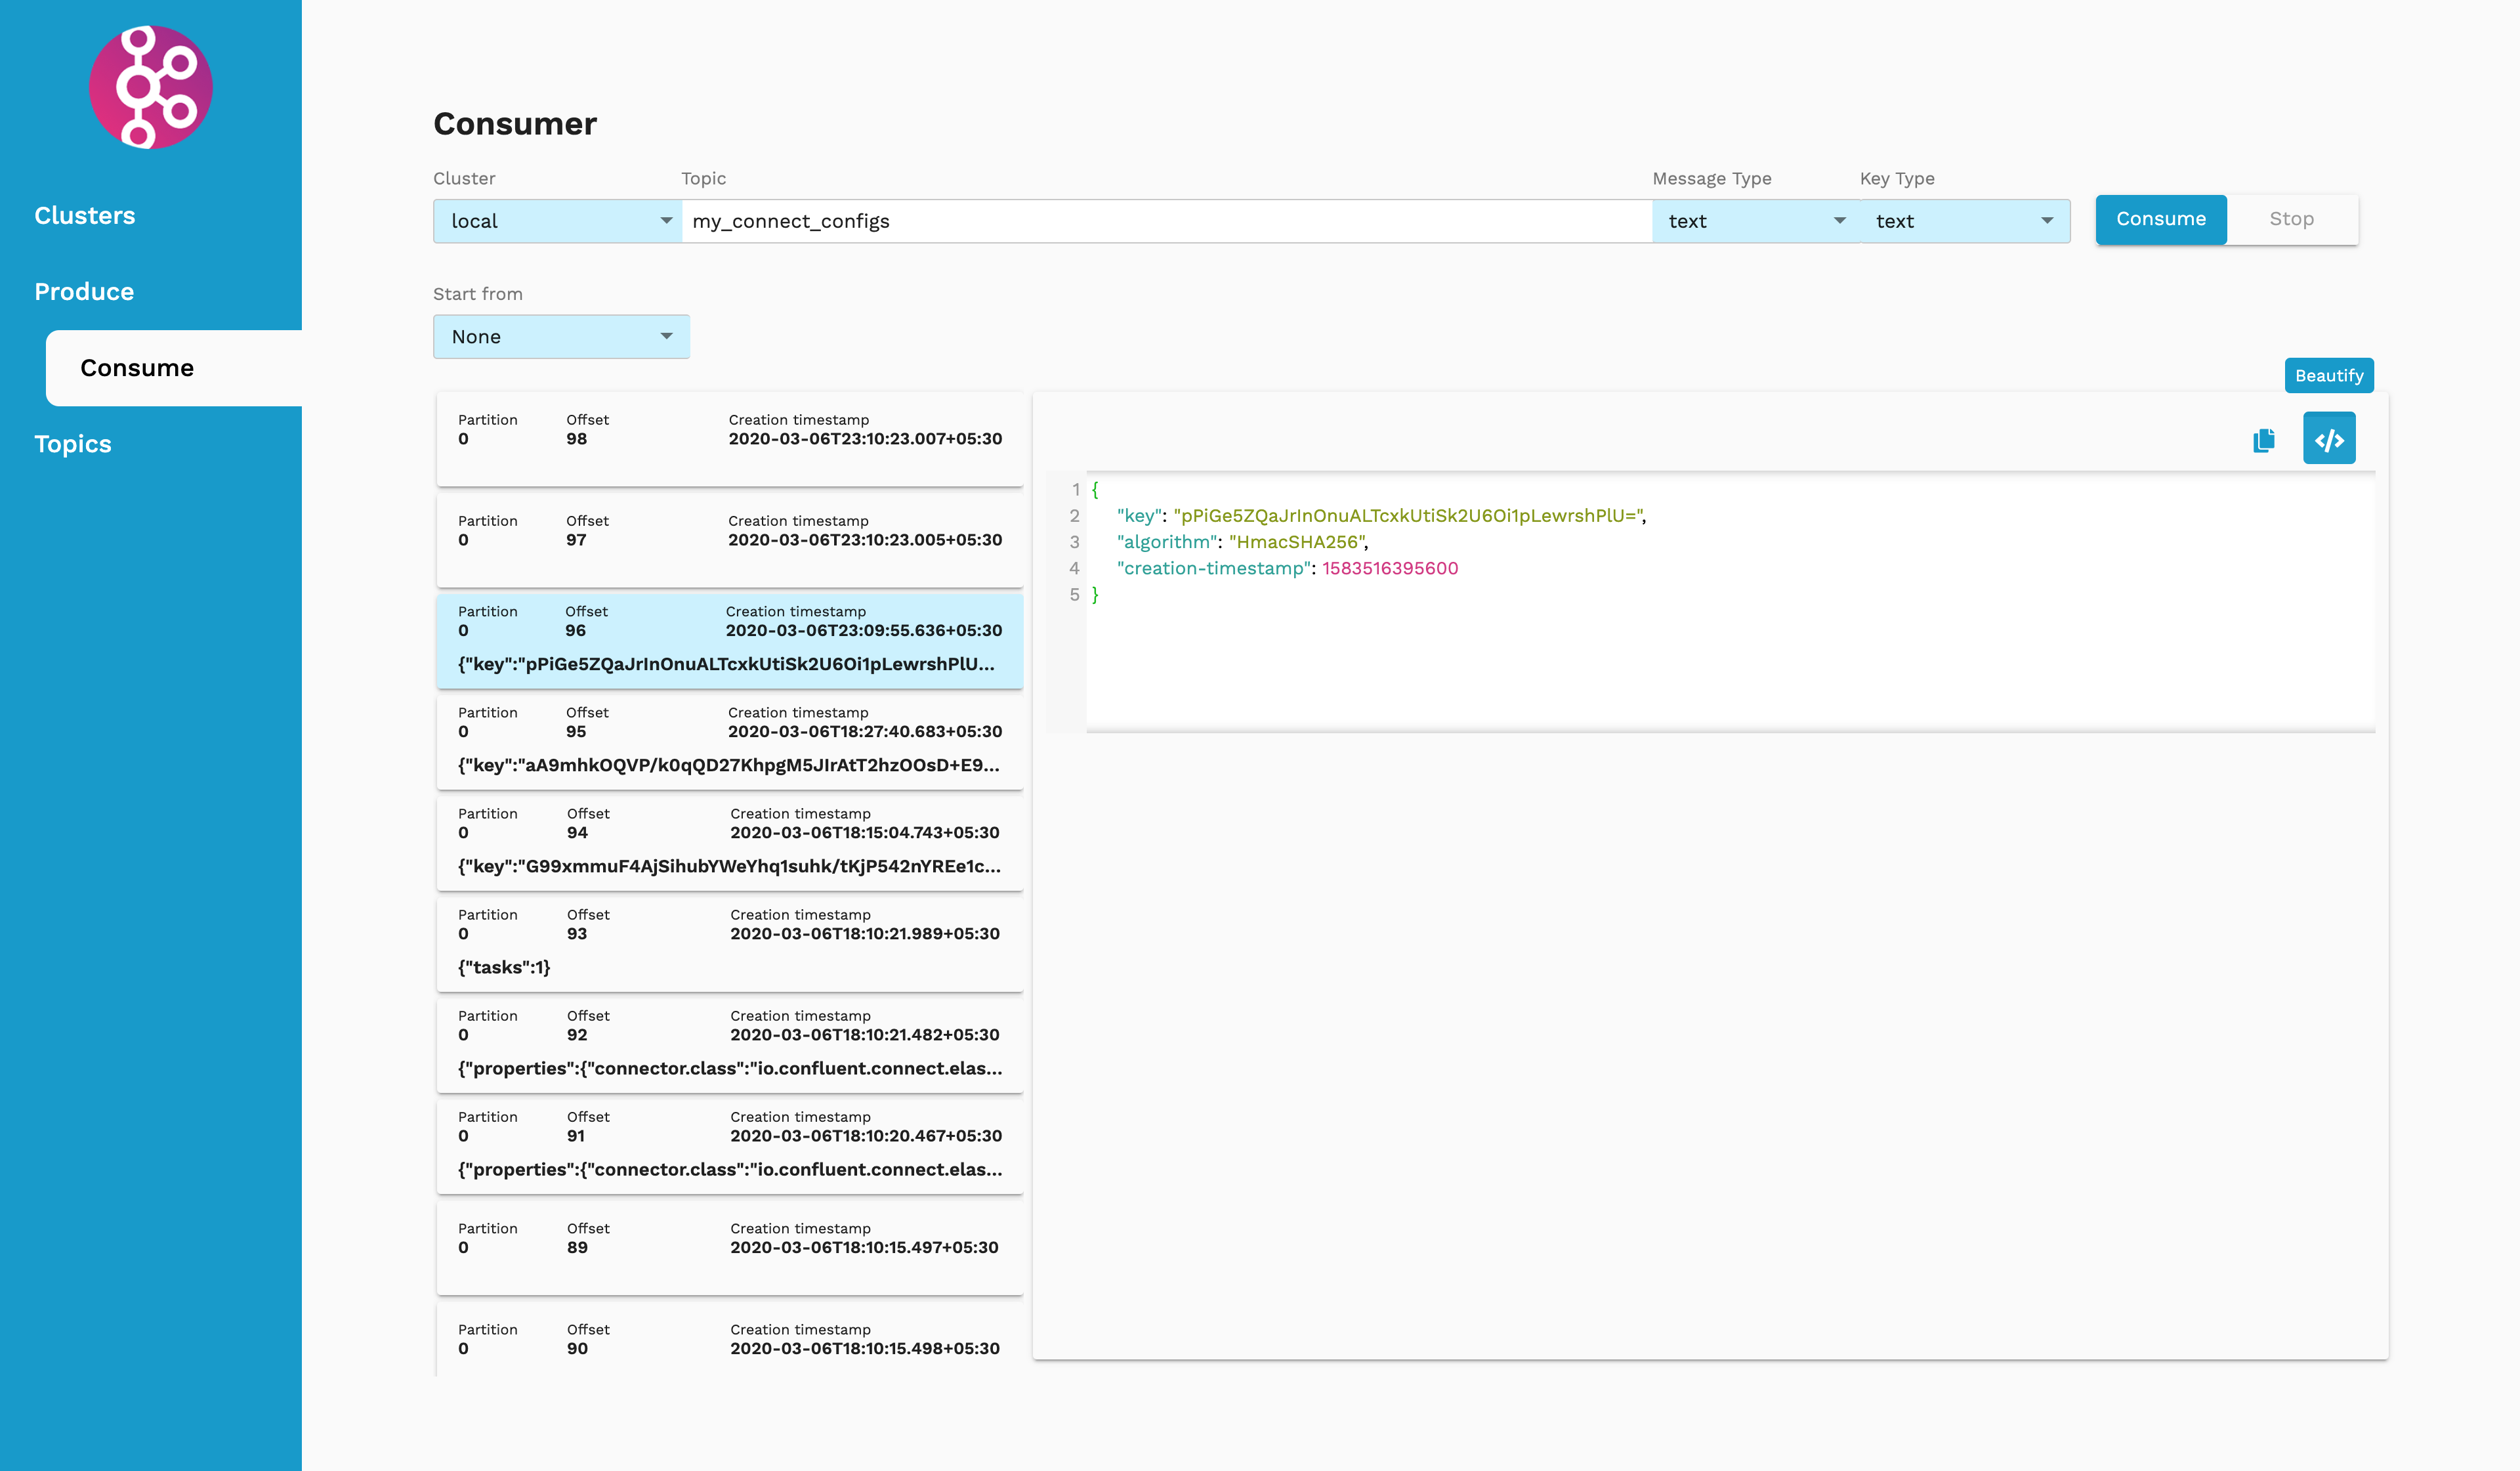 Clusters
Produce
Consume
Topics
Consumer
Cluster Topic Message Type Key Type
local my_connect_configs text text Consume Stop
Start from
None
Beautify
Partition Offset Creation timestamp
0 98 2020-03-06T23:10:23.007+05:30
Partition Offset Creation timestamp
0 97 2020-03-06T23:10:23.005+05:30
Partition Offset Creation timestamp
0 96 2020-03-06T23:09:55.636+05:30
{"key":"pPiGe5ZQaJrInOnuALTcxkUtiSk2U6Oi1pLewrshPlU...
Partition Offset Creation timestamp
0 95 2020-03-06T18:27:40.683+05:30
{"key":"aA9mhkOQVP/k0qQD27KhpgM5JIrAtT2hzOOsD+E9...
Partition Offset Creation timestamp
0 94 2020-03-06T18:15:04.743+05:30
{"key":"G99xmmuF4AjSihubYWeYhq1suhk/tKjP542nYREe1c...
Partition Offset Creation timestamp
0 93 2020-03-06T18:10:21.989+05:30
{"tasks":1}
Partition Offset Creation timestamp
0 92 2020-03-06T18:10:21.482+05:30
{"properties":{"connector.class":"io.confluent.connect.elas...
Partition Offset Creation timestamp
0 91 2020-03-06T18:10:20.467+05:30
{"properties":{"connector.class":"io.confluent.connect.elas...
Partition Offset Creation timestamp
0 89 2020-03-06T18:10:15.497+05:30
Partition Offset Creation timestamp
0 90 2020-03-06T18:10:15.498+05:30
1 {
2 "key": "pPiGe5ZQaJrInOnuALTcxkUtiSk2U6Oi1pLewrshPlU=",
3 "algorithm": "HmacSHA256",
4 "creation-timestamp": 1583516395600
5 }